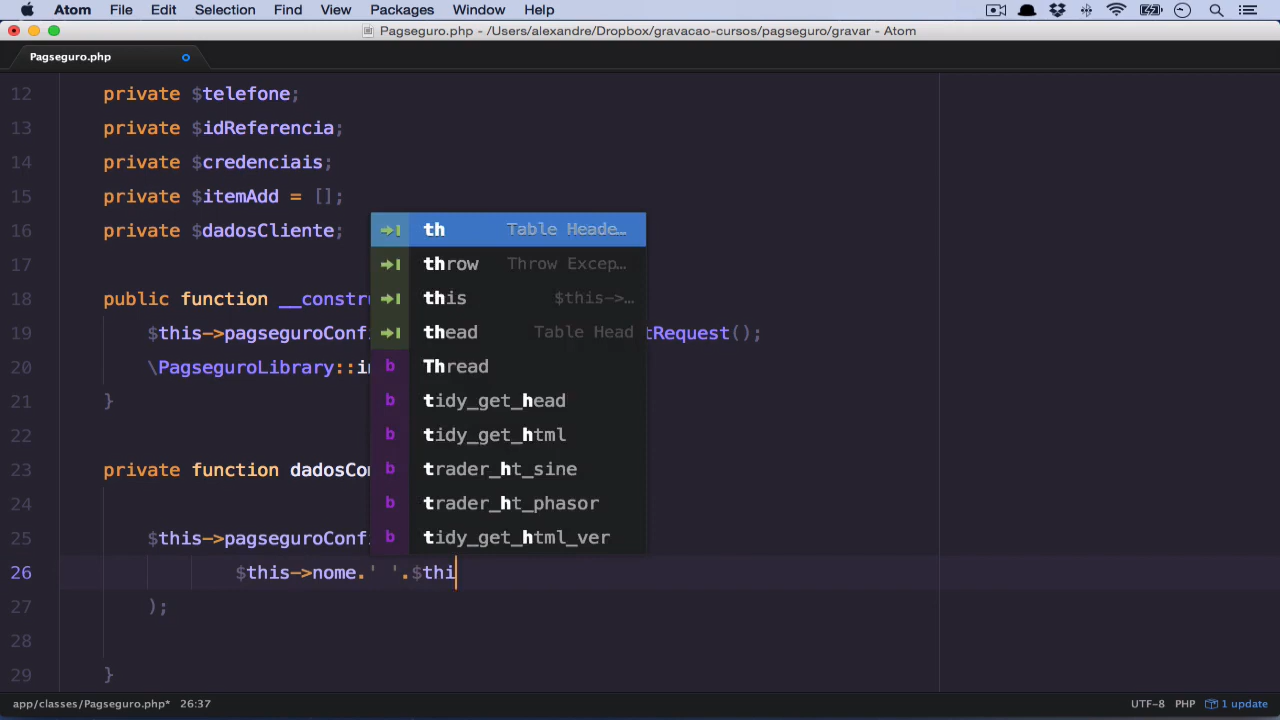 Atom File Edit Selection Find View Packages Window Help
Pagseguro.php - /Users/alexandre/Dropbox/gravacao-cursos/pagseguro/gravar - Atom
Pagseguro.php
12 private $telefone;
13 private $idReferencia;
14 private $credenciais;
15 private $itemAdd = [];
16 private $dadosCliente;
17
18 public function __constru
19 $this->pagseguroConfi tRequest();
20 \PagseguroLibrary::in
21 }
22
23 private function dadosCom
24
25 $this->pagseguroConfi
26 $this->nome.' '.$thi
27 );
28
29 }
th Table Heade…
throw Throw Excep…
this $this->…
thead Table Head
Thread
tidy_get_head
tidy_get_html
trader_ht_sine
trader_ht_phasor
tidy_get_html_ver
app/classes/Pagseguro.php* 26:37 UTF-8 PHP 1 update